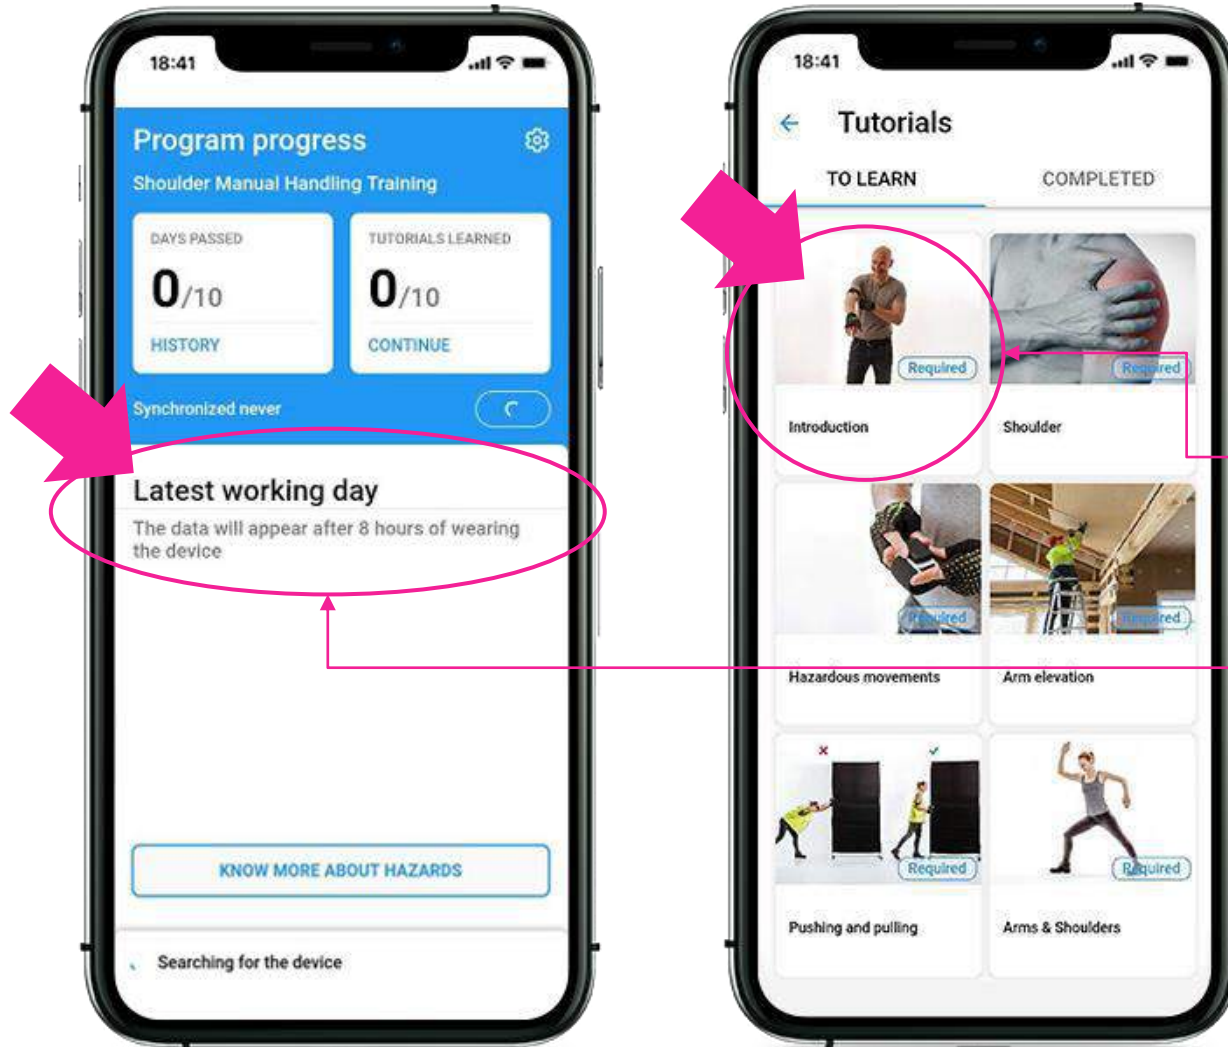 18:41
Program progress
Shoulder Manual Handling Training
DAYS PASSED
0/10
HISTORY
TUTORIALS LEARNED
0/10
CONTINUE
Synchronized never
Latest working day
The data will appear after 8 hours of wearing
the device
KNOW MORE ABOUT HAZARDS
Searching for the device
18:41
Tutorials
TO LEARN
COMPLETED
Required
Introduction
Required
Shoulder
Required
Hazardous movements
Required
Arm elevation
Required
Pushing and pulling
Required
Arms & Shoulders